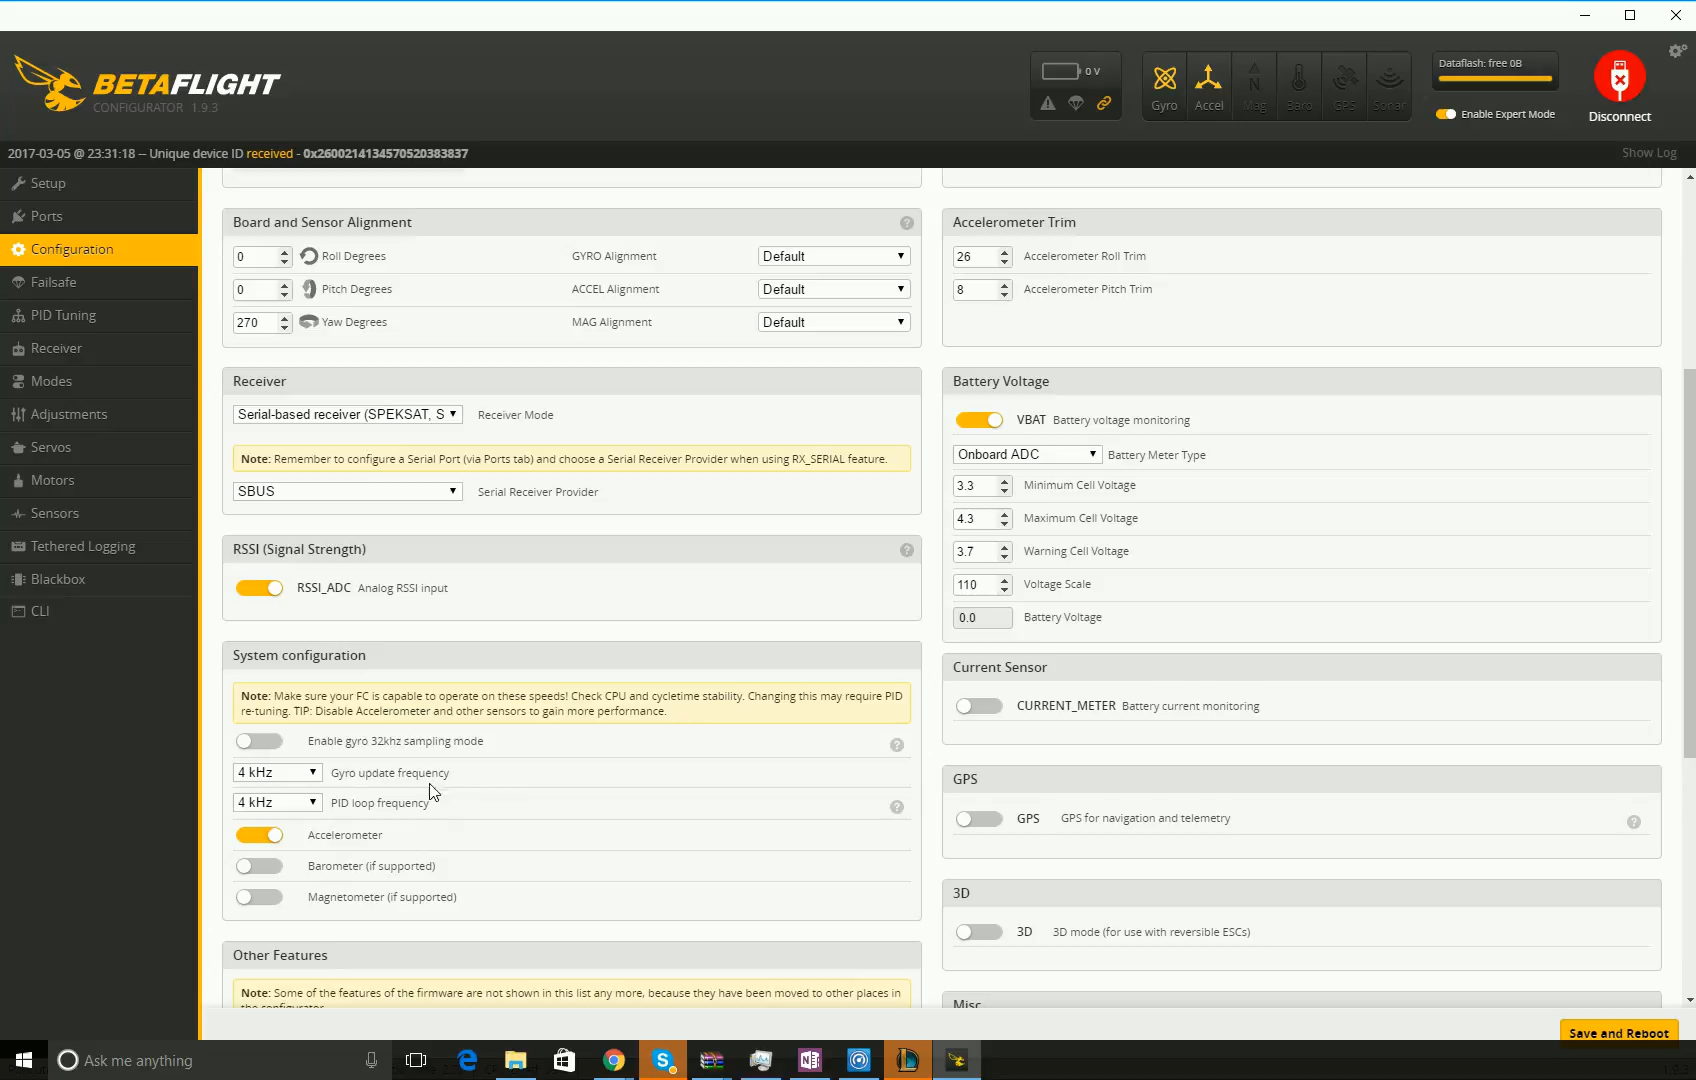 BETAFLIGHT
CONFIGURATOR 1.9.3
0 V
Gyro
Accel
Mag
Baro
GPS
Sonar
Dataflash: free 0B
Enable Expert Mode
Disconnect
2017-03-05 @ 23:31:18 -- Unique device ID received - 0x2600214134570520383837
Show Log
Setup
Ports
Configuration
Failsafe
PID Tuning
Receiver
Modes
Adjustments
Servos
Motors
Sensors
Tethered Logging
Blackbox
CLI
Board and Sensor Alignment
0 Roll Degrees GYRO Alignment Default
0 Pitch Degrees ACCEL Alignment Default
270 Yaw Degrees MAG Alignment Default
Accelerometer Trim
26 Accelerometer Roll Trim
8 Accelerometer Pitch Trim
Receiver
Serial-based receiver (SPEKSAT, S Receiver Mode
Note: Remember to configure a Serial Port (via Ports tab) and choose a Serial Receiver Provider when using RX_SERIAL feature.
SBUS Serial Receiver Provider
Battery Voltage
VBAT Battery voltage monitoring
Onboard ADC Battery Meter Type
3.3 Minimum Cell Voltage
4.3 Maximum Cell Voltage
3.7 Warning Cell Voltage
110 Voltage Scale
0.0 Battery Voltage
RSSI (Signal Strength)
RSSI_ADC Analog RSSI input
System configuration
Note: Make sure your FC is capable to operate on these speeds! Check CPU and cycletime stability. Changing this may require PID
re-tuning. TIP: Disable Accelerometer and other sensors to gain more performance.
Enable gyro 32khz sampling mode
4 kHz Gyro update frequency
4 kHz PID loop frequency
Accelerometer
Barometer (if supported)
Magnetometer (if supported)
Current Sensor
CURRENT_METER Battery current monitoring
GPS
GPS GPS for navigation and telemetry
3D
3D 3D mode (for use with reversible ESCs)
Other Features
Note: Some of the features of the firmware are not shown in this list any more, because they have been moved to other places in
the configurator.
Misc
Save and Reboot
Ask me anything